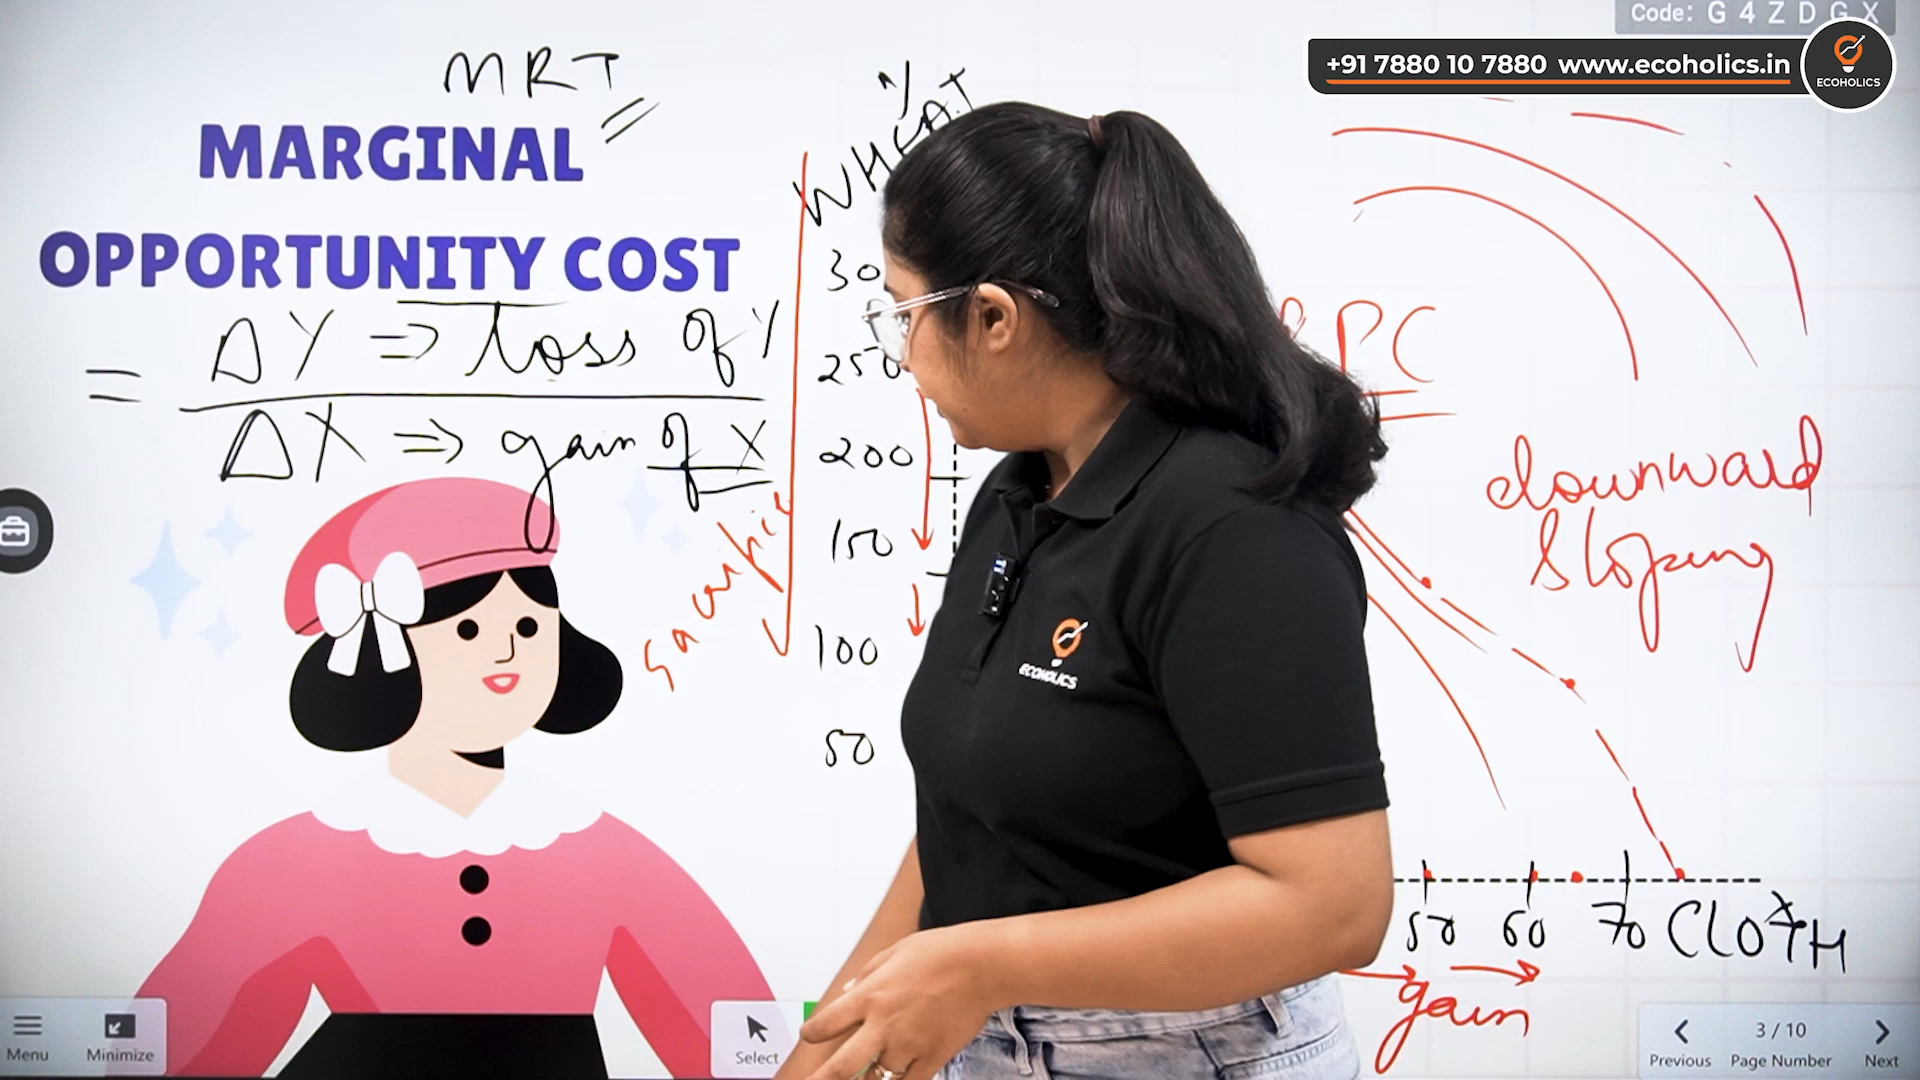 Code: G 4 Z D G X
+91 7880 10 7880 www.ecoholics.in
ECOHOLICS
MRT
MARGINAL
OPPORTUNITY COST
= ΔY ⇒ loss of Y
ΔX ⇒ gain of X
Y
WHEAT
30
250
200
150
100
50
PPC
downward
sloping
50 60 70 CLOTH
X
gain
ECOHOLICS
Menu
Minimize
Select
3 / 10
Previous Page Number Next